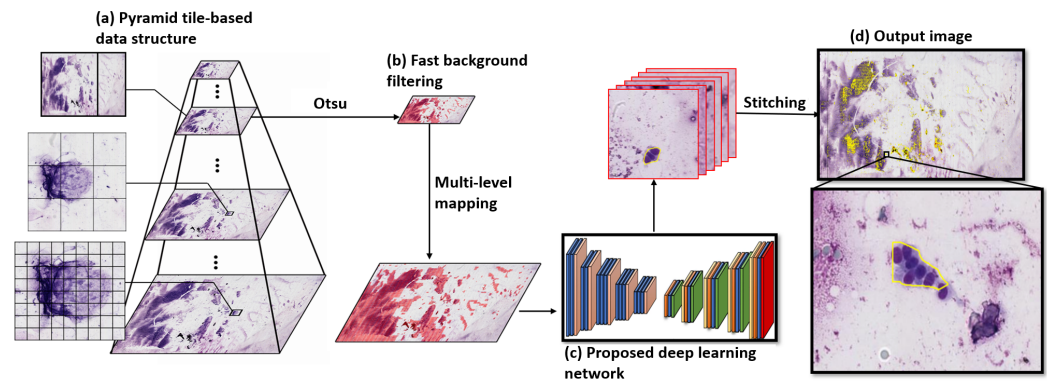 (a) Pyramid tile-based
data structure
Otsu
(b) Fast background
filtering
Multi-level
mapping
(c) Proposed deep learning
network
Stitching
(d) Output image